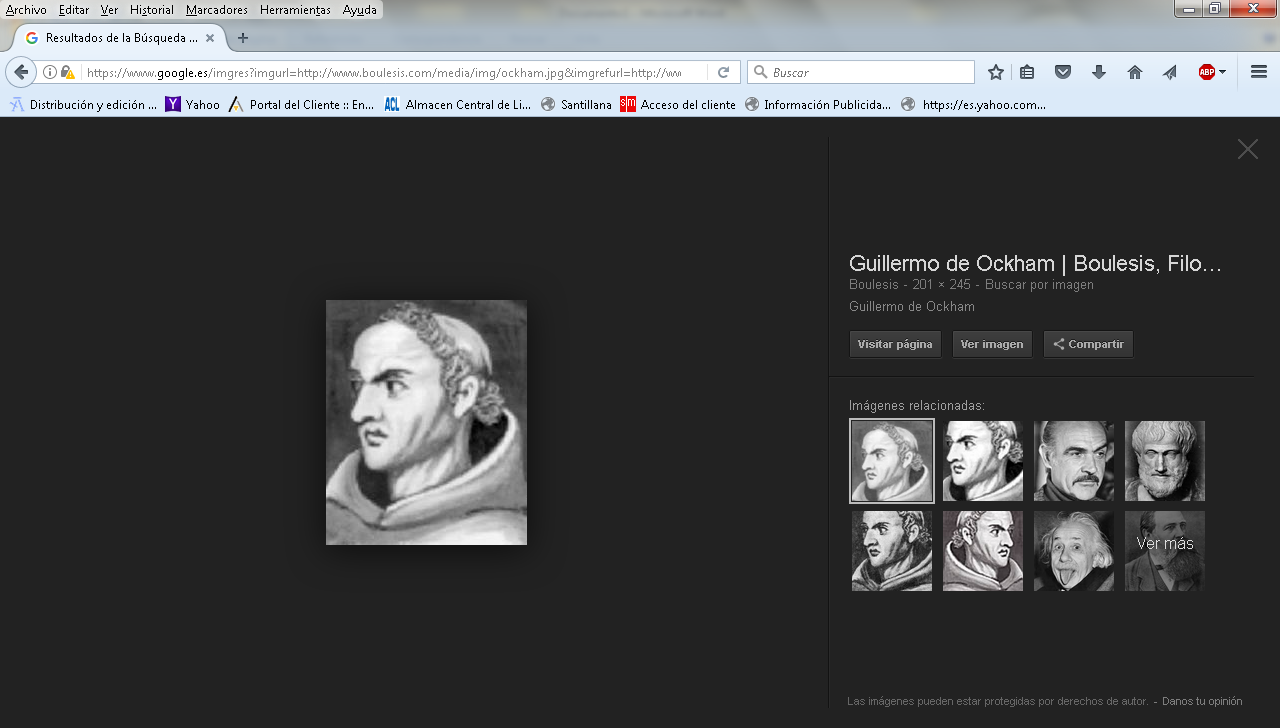 Archivo Editar Ver Historial Marcadores Herramientas Ayuda
Resultados de la Búsqueda ...
https://www.google.es/imgres?imgurl=http://www.boulesis.com/media/img/ockham.jpg&imgrefurl=http://ww
Buscar
ABP
Distribución y edición ... Yahoo Portal del Cliente :: En... ACL Almacen Central de Li... Santillana sm Acceso del cliente Información Publicida... https://es.yahoo.com...
Guillermo de Ockham | Boulesis, Filo...
Boulesis - 201 × 245 - Buscar por imagen
Guillermo de Ockham
Visitar página Ver imagen Compartir
Imágenes relacionadas:
Ver más
Las imágenes pueden estar protegidas por derechos de autor. - Danos tu opinión